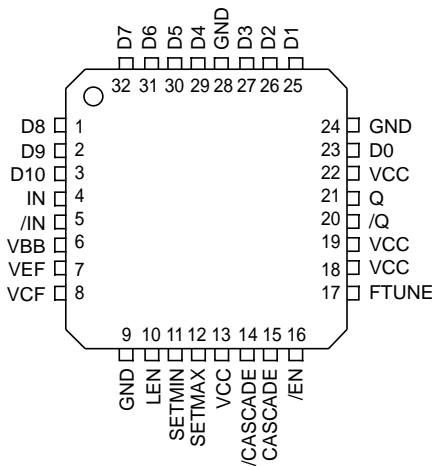 D7 D6 D5 D4 GND D3 D2 D1
32 31 30 29 28 27 26 25
D8 1 24 GND
D9 2 23 D0
D10 3 22 VCC
IN 4 21 Q
/IN 5 20 /Q
VBB 6 19 VCC
VEF 7 18 VCC
VCF 8 17 FTUNE
9 10 11 12 13 14 15 16
GND LEN SETMIN SETMAX VCC /CASCADE CASCADE /EN